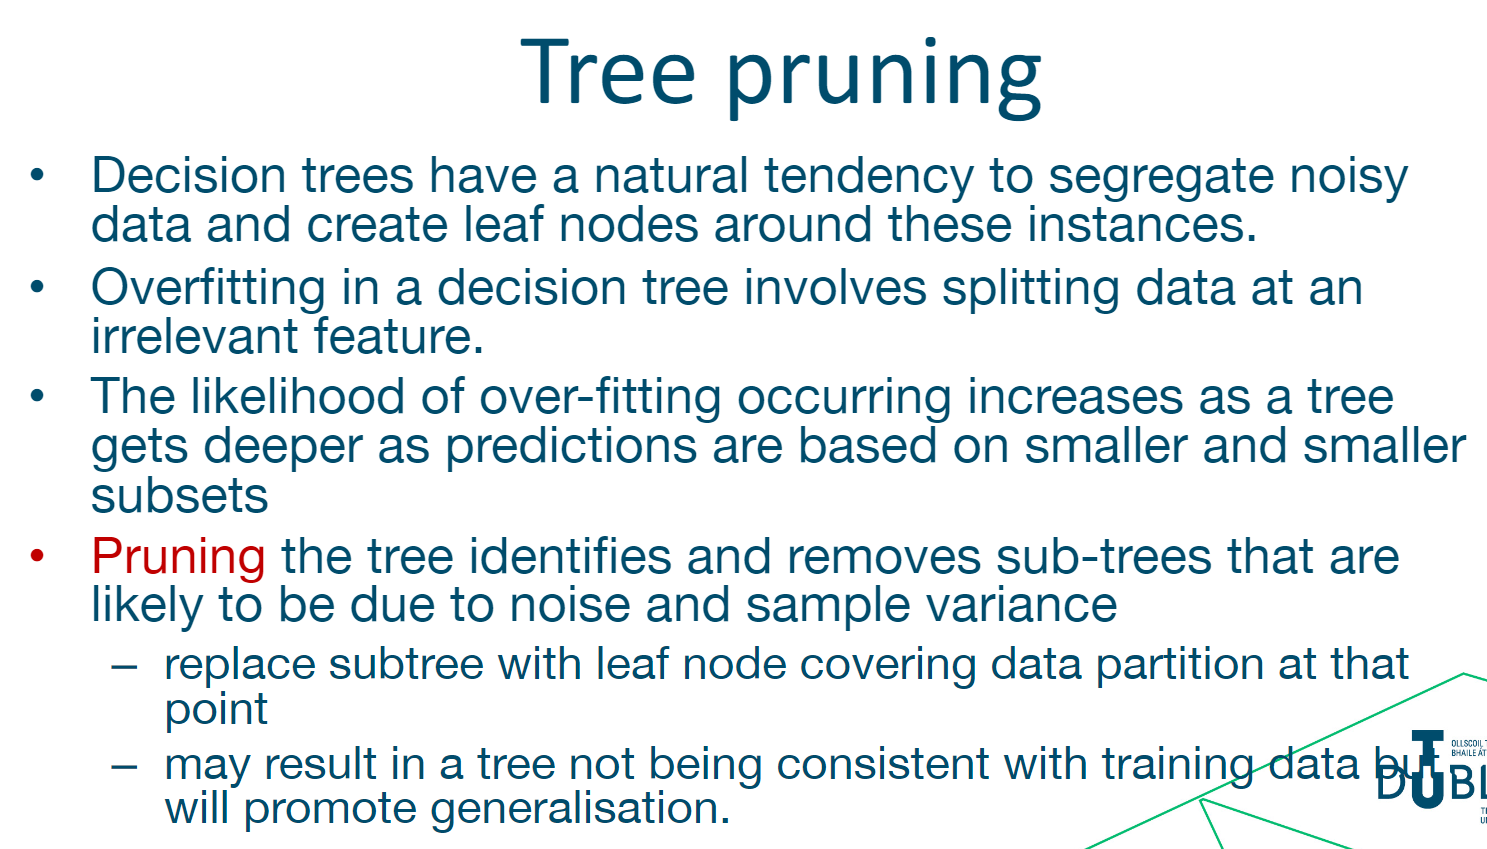 Tree pruning
• Decision trees have a natural tendency to segregate noisy
data and create leaf nodes around these instances.
• Overfitting in a decision tree involves splitting data at an
irrelevant feature.
• The likelihood of over-fitting occurring increases as a tree
gets deeper as predictions are based on smaller and smaller
subsets
• Pruning the tree identifies and removes sub-trees that are
likely to be due to noise and sample variance
– replace subtree with leaf node covering data partition at that
point
– may result in a tree not being consistent with training data but
will promote generalisation.
OLLSCOIL T
BHAILE ÁT
TU
DUBL